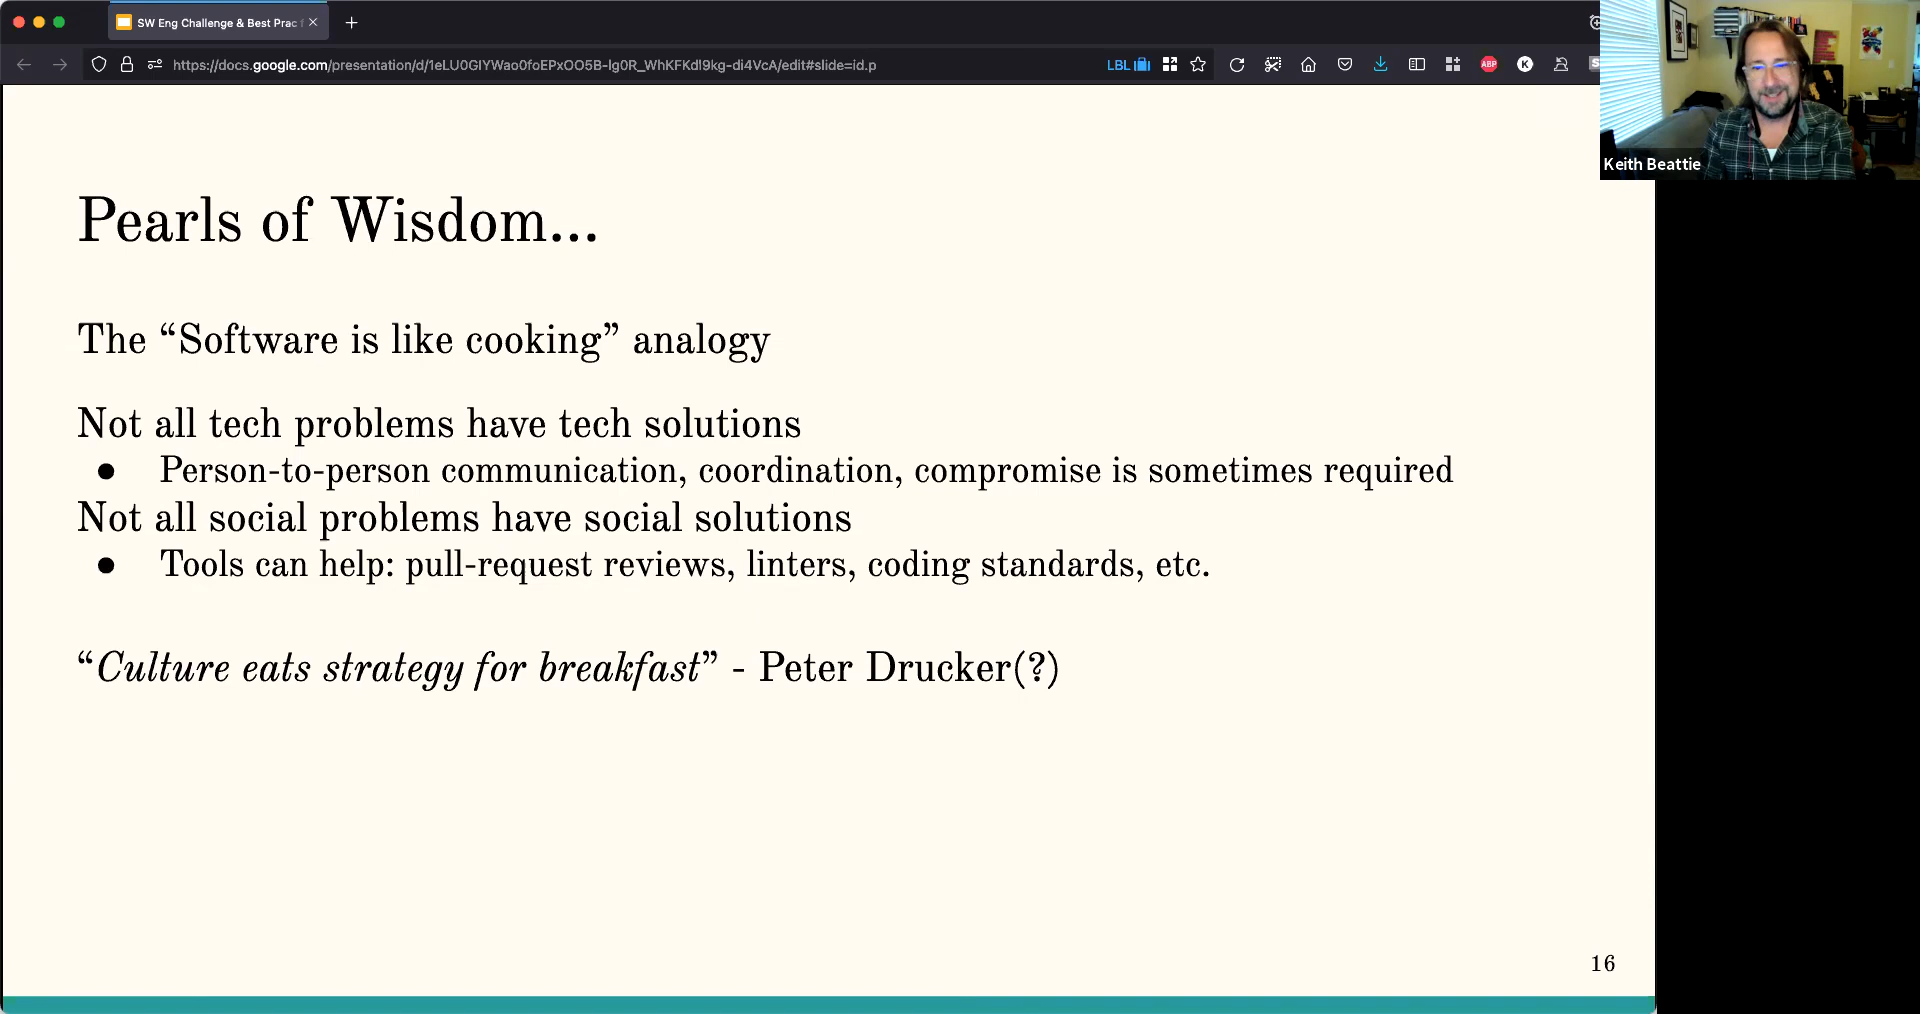 SW Eng Challenge & Best Prac f
https://docs.google.com/presentation/d/1eLU0GIYWao0foEPxOO5B-Ig0R_WhKFKdl9kg-di4VcA/edit#slide=id.p
LBL
ABP
K
S
Keith Beattie
Pearls of Wisdom...
The “Software is like cooking” analogy
Not all tech problems have tech solutions
● Person-to-person communication, coordination, compromise is sometimes required
Not all social problems have social solutions
● Tools can help: pull-request reviews, linters, coding standards, etc.
“Culture eats strategy for breakfast” - Peter Drucker(?)
16